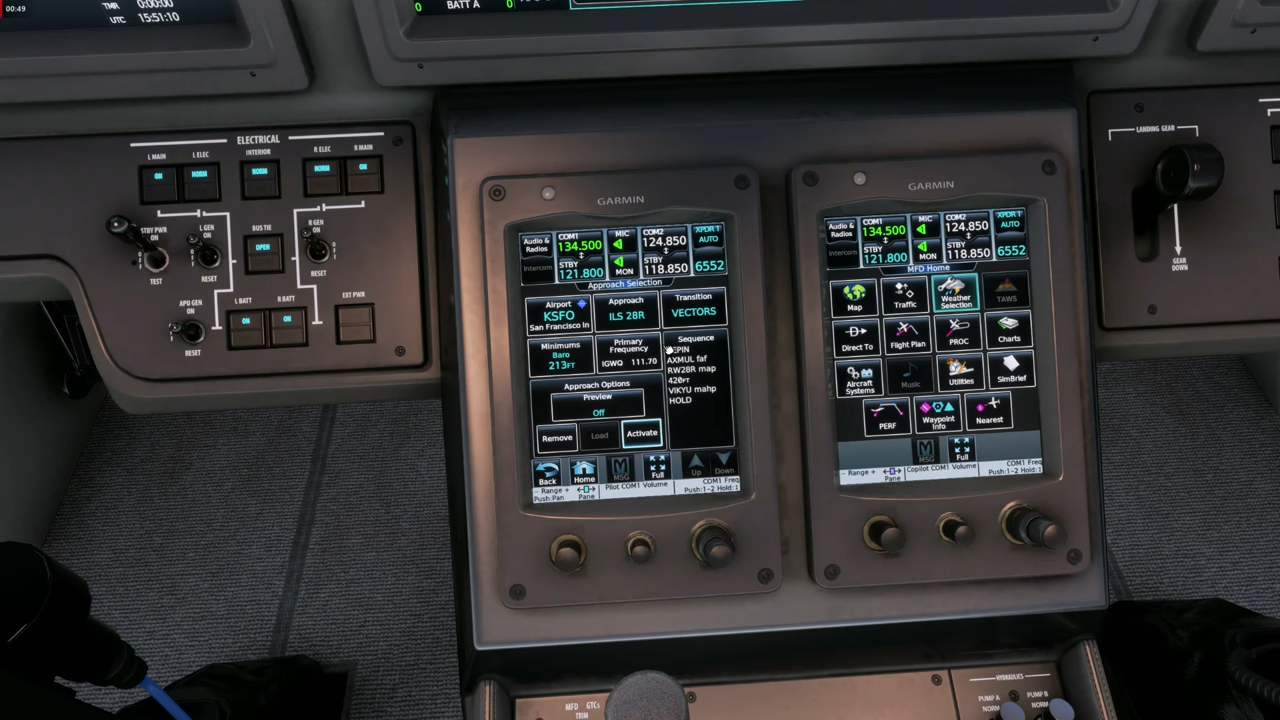 00:49
TMR 0:00:00
UTC 15:51:10
0 BATT A 0
ELECTRICAL
L MAIN L ELEC INTERIOR R ELEC R MAIN
ON NORM NORM NORM ON
STBY PWR
ON
TEST
L GEN
ON
RESET
BUS TIE
OPEN
R GEN
ON
RESET
APU GEN
RESET
L BATT R BATT EXT PWR
ON ON
GARMIN
Audio & Radios
Intercom
COM1
134.500
STBY
121.800
MIC
MON
COM2
124.850
STBY
118.850
XPDR 1
AUTO
6552
Approach Selection
Airport
KSFO
San Francisco In
Approach
ILS 28R
Transition
VECTORS
Minimums
Baro
213FT
Primary
Frequency
IGWQ 111.70
Sequence
AXMUL faf
RW28R map
420FT
VIKYU mahp
HOLD
Approach Options
Preview
Off
Remove Load Activate
Back Home MSG Full Up Down
– Range +
Push:Pan
Pane
Pilot COM1 Volume
COM1 Freq
Push:1–2 Hold:↕
GARMIN
Audio & Radios
Intercom
COM1
134.500
STBY
121.800
MIC
MON
COM2
124.850
STBY
118.850
XPDR 1
AUTO
6552
MFD Home
Map Traffic Weather Selection TAWS
Direct To Flight Plan PROC Charts
Aircraft Systems Music Utilities SimBrief
PERF Waypoint Info Nearest
MSG Full
– Range +
Pane
Copilot COM1 Volume
COM1 Freq
Push:1–2 Hold:↕
LANDING GEAR
GEAR
DOWN
MFD GTCs
TRIM
HYDRAULICS
PUMP A PUMP B
NORM NORM